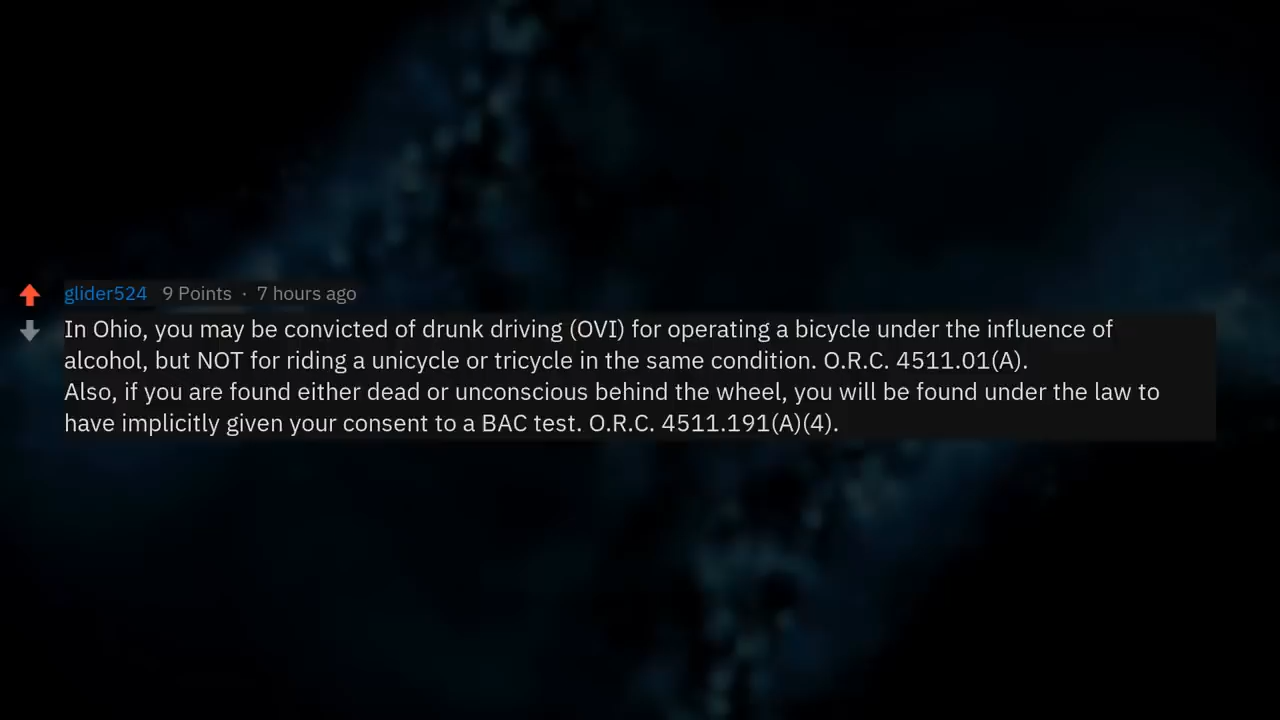 glider524 9 Points · 7 hours ago
In Ohio, you may be convicted of drunk driving (OVI) for operating a bicycle under the influence of
alcohol, but NOT for riding a unicycle or tricycle in the same condition. O.R.C. 4511.01(A).
Also, if you are found either dead or unconscious behind the wheel, you will be found under the law to
have implicitly given your consent to a BAC test. O.R.C. 4511.191(A)(4).